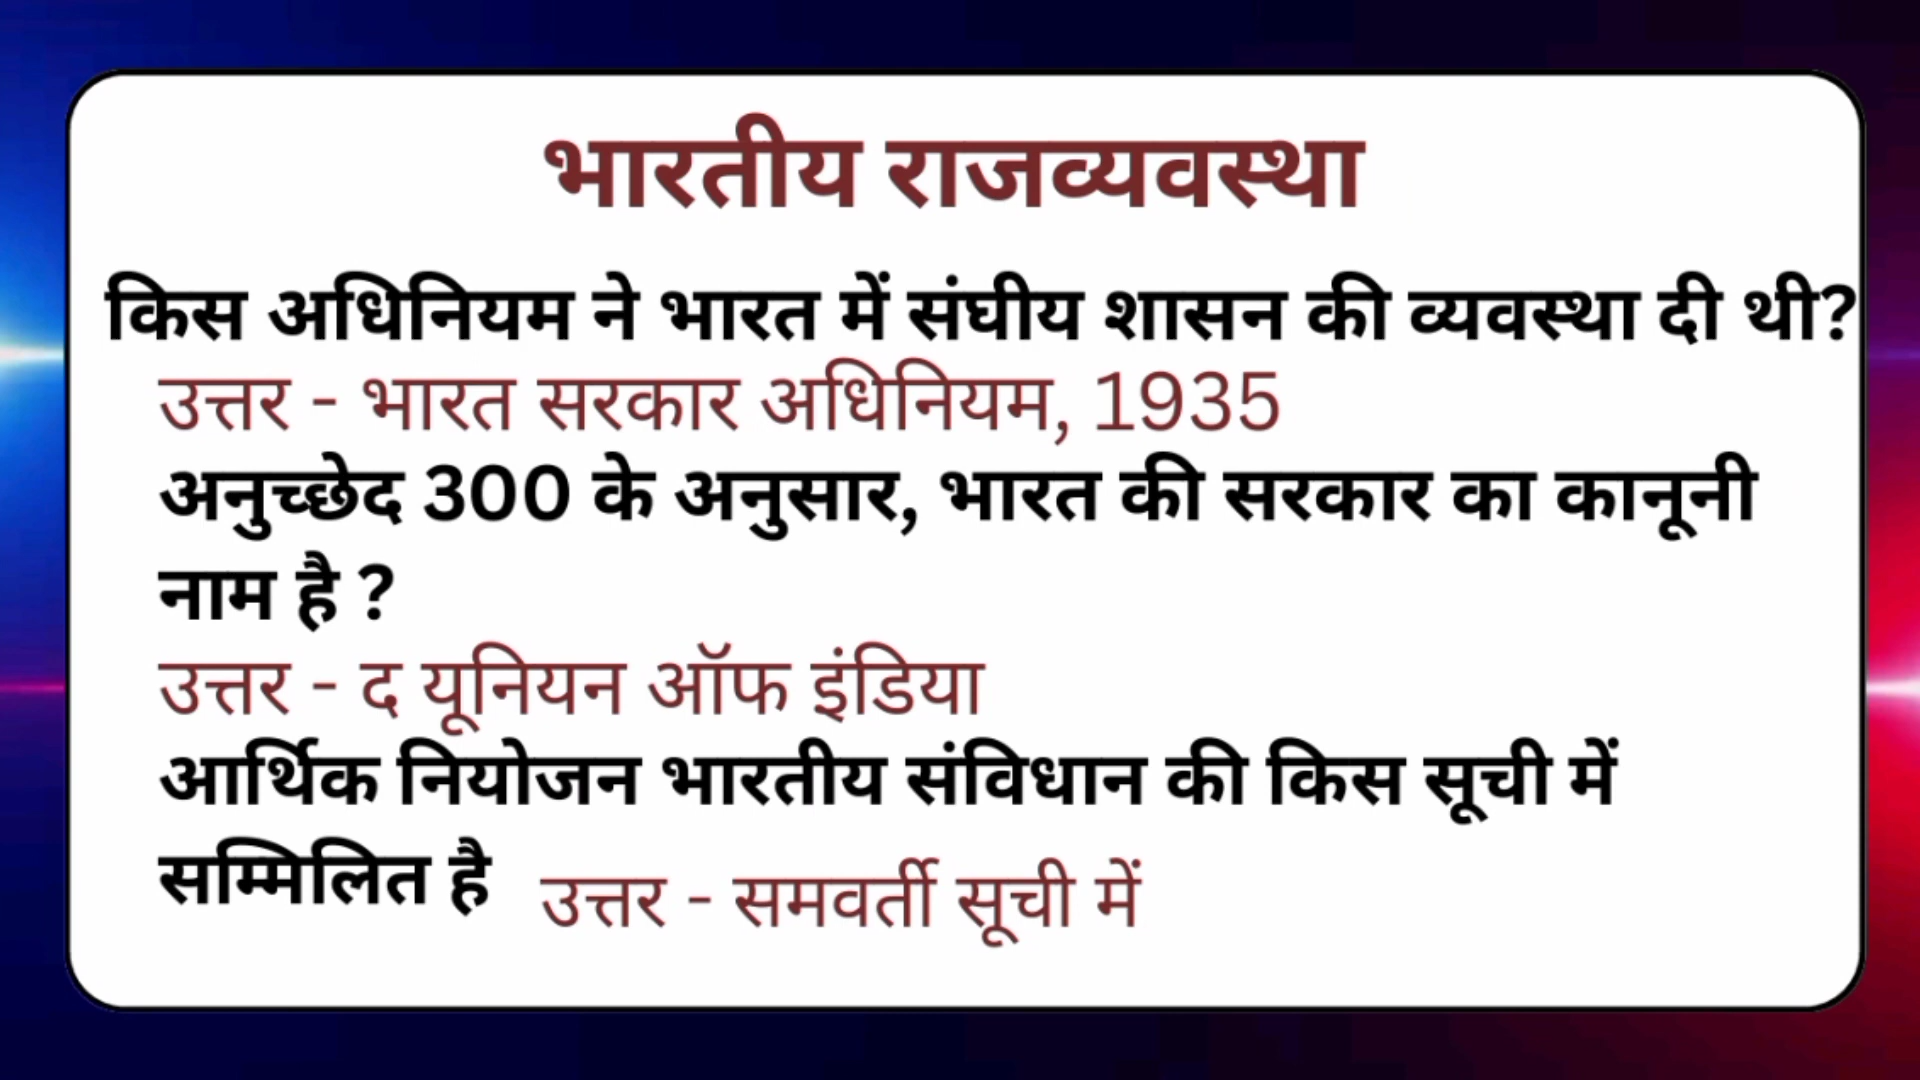 भारतीय राजव्यवस्था
किस अधिनियम ने भारत में संघीय शासन की व्यवस्था दी थी?
उत्तर - भारत सरकार अधिनियम, 1935
अनुच्छेद 300 के अनुसार, भारत की सरकार का कानूनी
नाम है ?
उत्तर - द यूनियन ऑफ इंडिया
आर्थिक नियोजन भारतीय संविधान की किस सूची में
सम्मिलित है उत्तर - समवर्ती सूची में